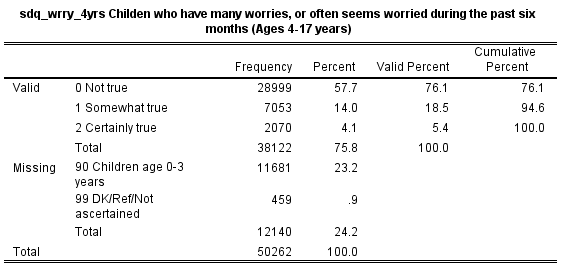 sdq_wrry_4yrs Childen who have many worries, or often seems worried during the past six
months (Ages 4-17 years)
Cumulative
Frequency Percent Valid Percent Percent
Valid 0 Not true 28999 57.7 76.1 76.1
1 Somewhat true 7053 14.0 18.5 94.6
2 Certainly true 2070 4.1 5.4 100.0
Total 38122 75.8 100.0
Missing 90 Children age 0-3 11681 23.2
years
99 DK/Ref/Not 459 .9
ascertained
Total 12140 24.2
Total 50262 100.0